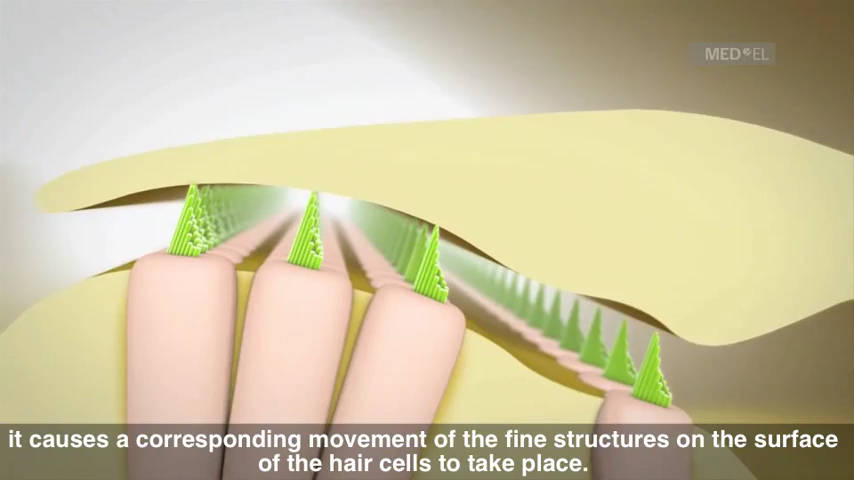 MED-EL
it causes a corresponding movement of the fine structures on the surface
of the hair cells to take place.